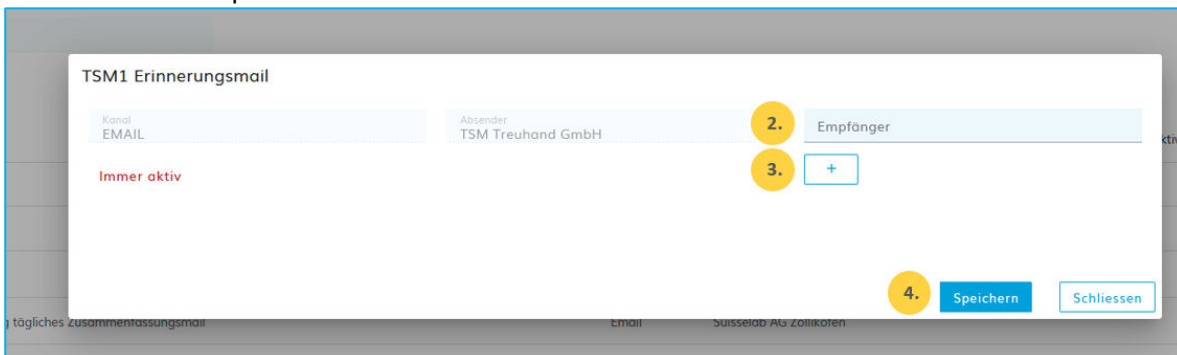 TSM1 Erinnerungsmail
Kanal
EMAIL
Absender
TSM Treuhand GmbH
2.
Empfänger
Immer aktiv
3.
+
4.
Speichern
Schliessen
tägliches Zusammenfassungsmail
Email
Suisselab AG Zollikofen